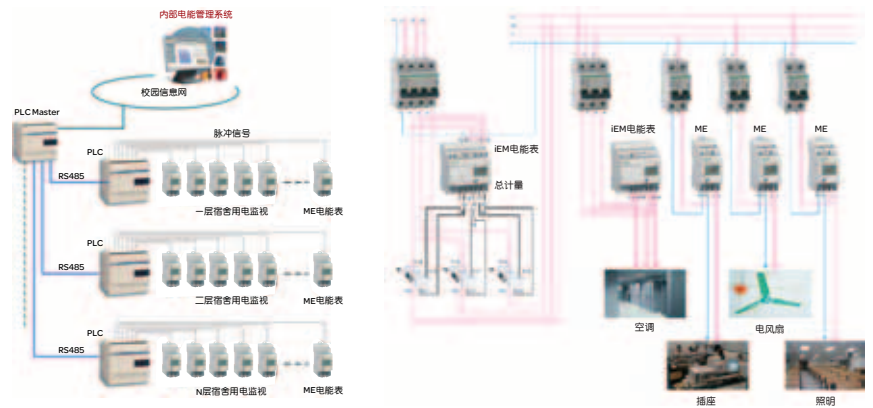 内部电能管理系统
校园信息网
PLC Master
脉冲信号
PLC
RS485
一层宿舍用电监视
ME电能表
PLC
RS485
二层宿舍用电监视
ME电能表
PLC
RS485
N层宿舍用电监视
ME电能表
iEM电能表
总计量
iEM电能表
ME
ME
ME
空调
电风扇
插座
照明